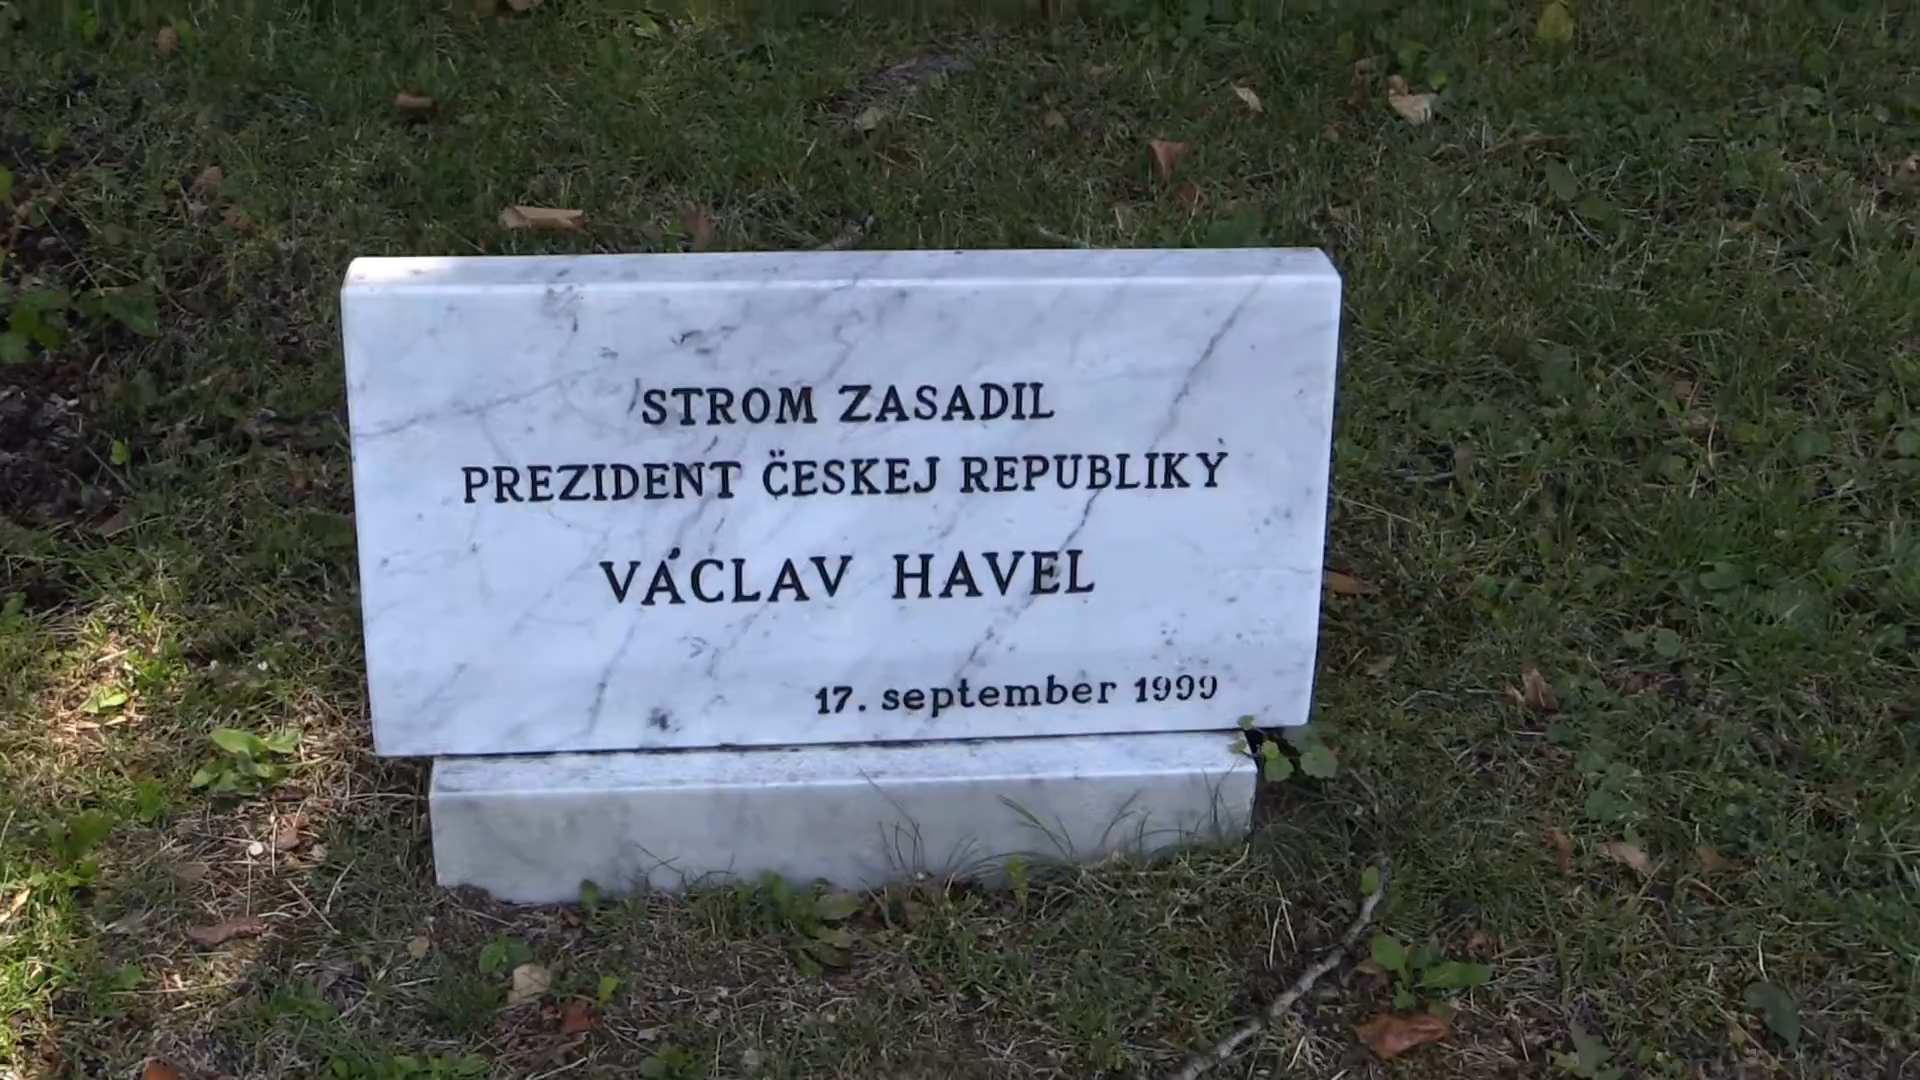 STROM ZASADIL
PREZIDENT ČESKEJ REPUBLIKY
VÁCLAV HAVEL
17. september 1999